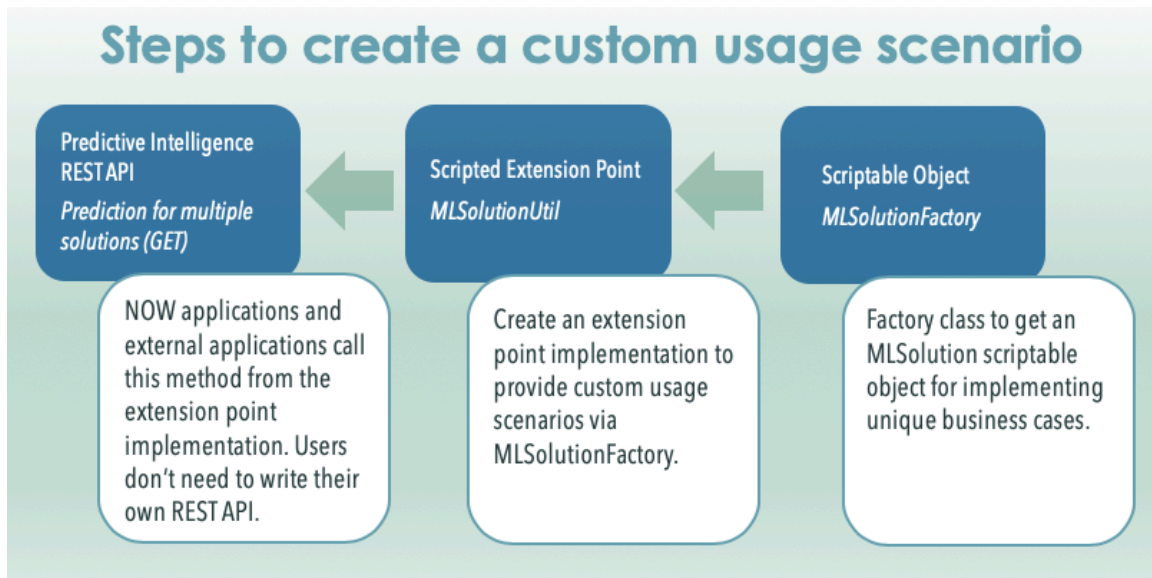 Steps to create a custom usage scenario
Predictive Intelligence
REST API
Prediction for multiple
solutions (GET)
NOW applications and
external applications call
this method from the
extension point
implementation. Users
don't need to write their
own REST API.
Scripted Extension Point
MLSolutionUtil
Create an extension
point implementation to
provide custom usage
scenarios via
MLSolutionFactory.
Scriptable Object
MLSolutionFactory
Factory class to get an
MLSolution scriptable
object for implementing
unique business cases.